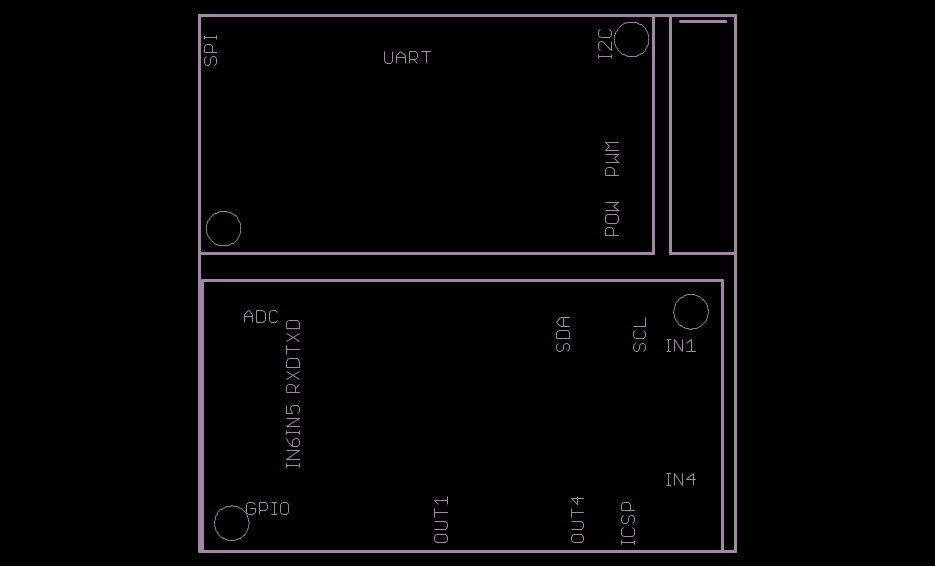 SPI
UART
I2C
PWM
POW
ADC
RXDTXD
IN6IN5
SDA
SCL
IN1
IN4
GPIO
OUT1
OUT4
ICSP